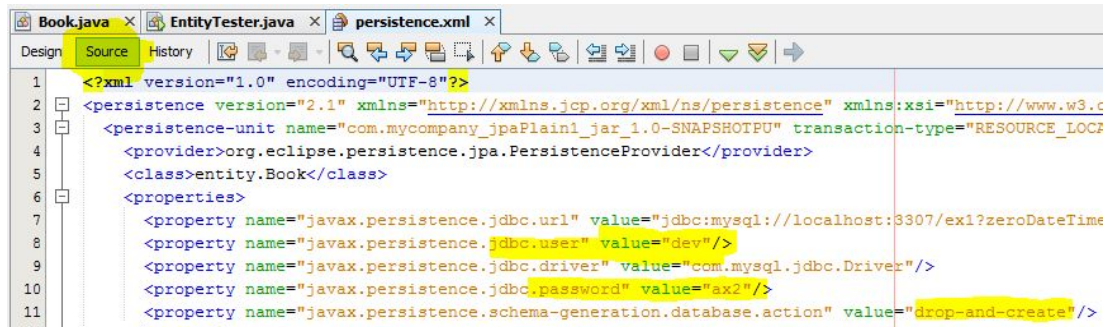 Book.java EntityTester.java persistence.xml
Design Source History
1 <?xml version="1.0" encoding="UTF-8"?>
2 <persistence version="2.1" xmlns="http://xmlns.jcp.org/xml/ns/persistence" xmlns:xsi="http://www.w3.o
3 <persistence-unit name="com.mycompany_jpaPlain1_jar_1.0-SNAPSHOTPU" transaction-type="RESOURCE_LOCA
4 <provider>org.eclipse.persistence.jpa.PersistenceProvider</provider>
5 <class>entity.Book</class>
6 <properties>
7 <property name="javax.persistence.jdbc.url" value="jdbc:mysql://localhost:3307/ex1?zeroDateTime
8 <property name="javax.persistence.jdbc.user" value="dev"/>
9 <property name="javax.persistence.jdbc.driver" value="com.mysql.jdbc.Driver"/>
10 <property name="javax.persistence.jdbc.password" value="ax2"/>
11 <property name="javax.persistence.schema-generation.database.action" value="drop-and-create"/>